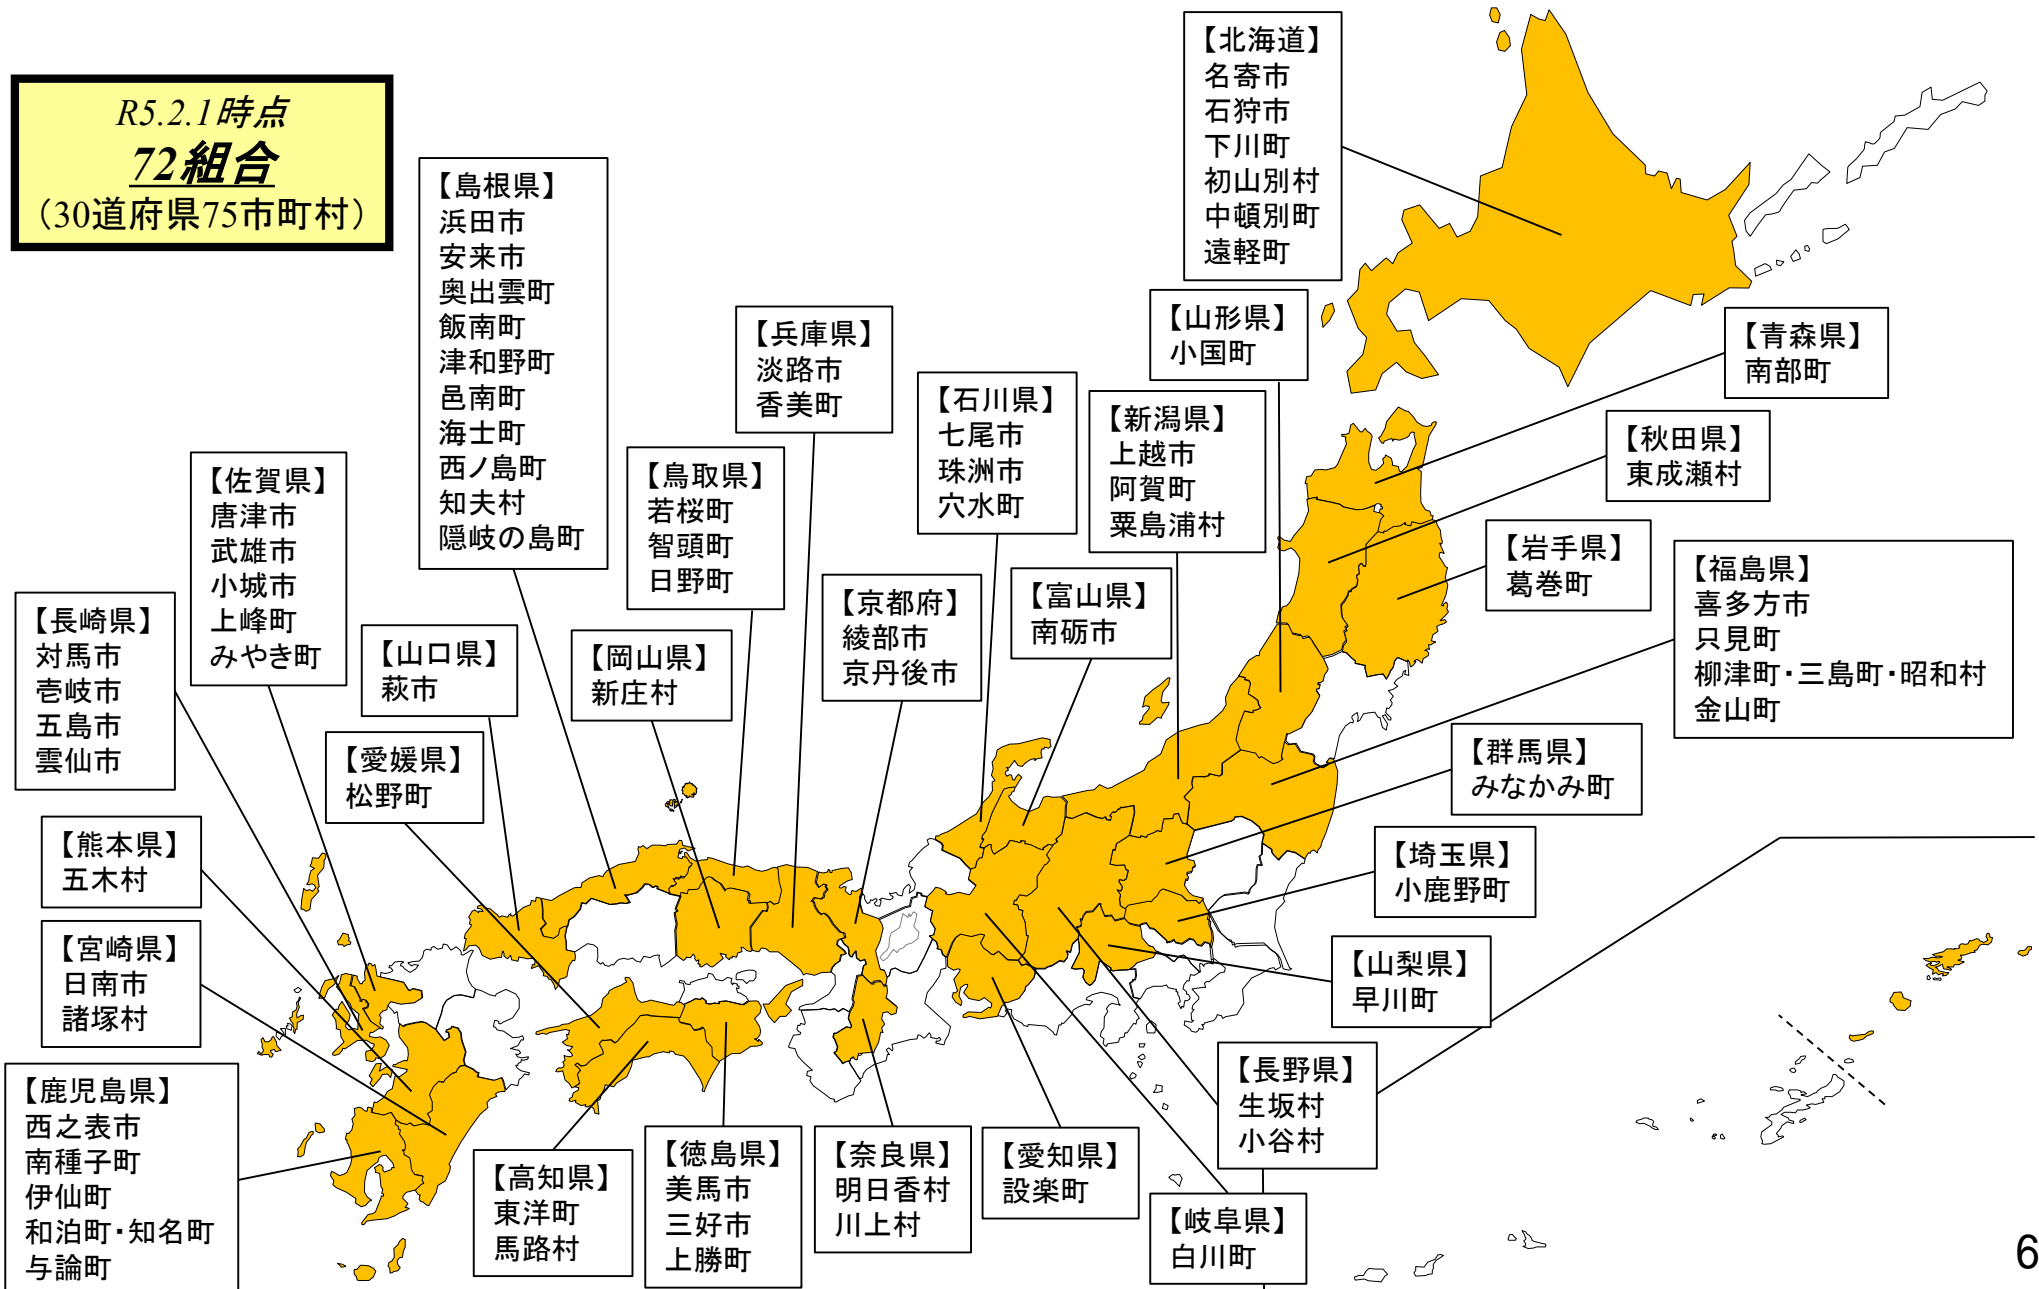 R5.2.1時点
72組合
（30道府県75市町村）
【北海道】
名寄市
石狩市
下川町
初山別村
中頓別町
遠軽町
【島根県】
浜田市
安来市
奥出雲町
飯南町
津和野町
邑南町
海士町
西ノ島町
知夫村
隠岐の島町
【兵庫県】
淡路市
香美町
【山形県】
小国町
【青森県】
南部町
【石川県】
七尾市
珠洲市
穴水町
【新潟県】
上越市
阿賀町
粟島浦村
【秋田県】
東成瀬村
【佐賀県】
唐津市
武雄市
小城市
上峰町
みやき町
【鳥取県】
若桜町
智頭町
日野町
【岩手県】
葛巻町
【福島県】
喜多方市
只見町
柳津町・三島町・昭和村
金山町
【長崎県】
対馬市
壱岐市
五島市
雲仙市
【山口県】
萩市
【岡山県】
新庄村
【京都府】
綾部市
京丹後市
【富山県】
南砺市
【愛媛県】
松野町
【群馬県】
みなかみ町
【熊本県】
五木村
【埼玉県】
小鹿野町
【宮崎県】
日南市
諸塚村
【山梨県】
早川町
【鹿児島県】
西之表市
南種子町
伊仙町
和泊町・知名町
与論町
【高知県】
東洋町
馬路村
【徳島県】
美馬市
三好市
上勝町
【奈良県】
明日香村
川上村
【愛知県】
設楽町
【長野県】
生坂村
小谷村
【岐阜県】
白川町
6